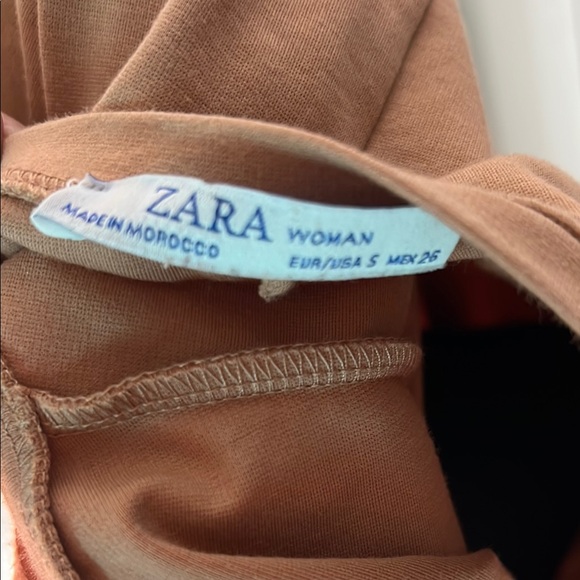 ZARA WOMAN
MADE IN MOROCCO
EUR/USA S MEX 26